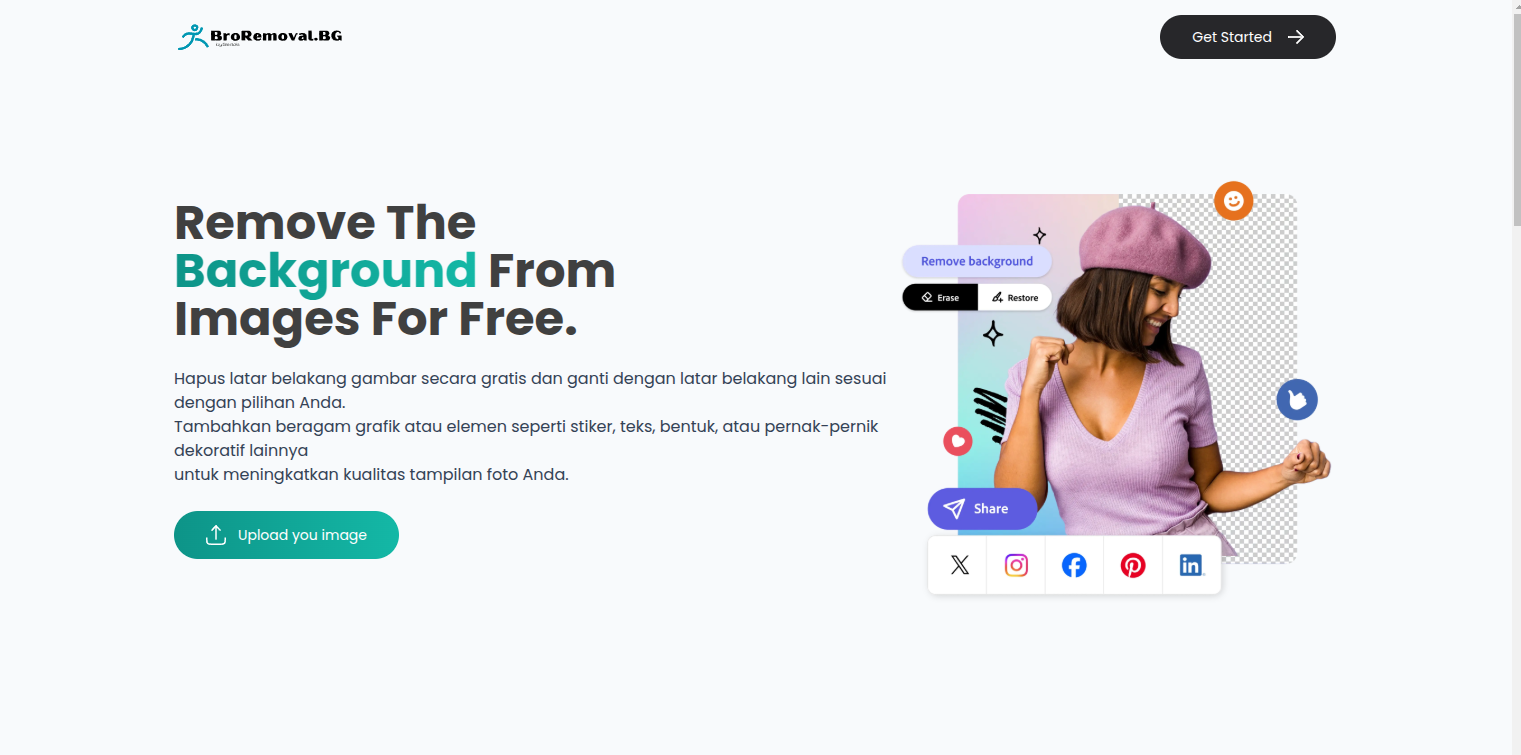 BroRemoval.BG
Get Started
Remove The
Background From
Images For Free.
Hapus latar belakang gambar secara gratis dan ganti dengan latar belakang lain sesuai
dengan pilihan Anda.
Tambahkan beragam grafik atau elemen seperti stiker, teks, bentuk, atau pernak-pernik
dekoratif lainnya
untuk meningkatkan kualitas tampilan foto Anda.
Upload you image
Remove background
Erase Restore
Share